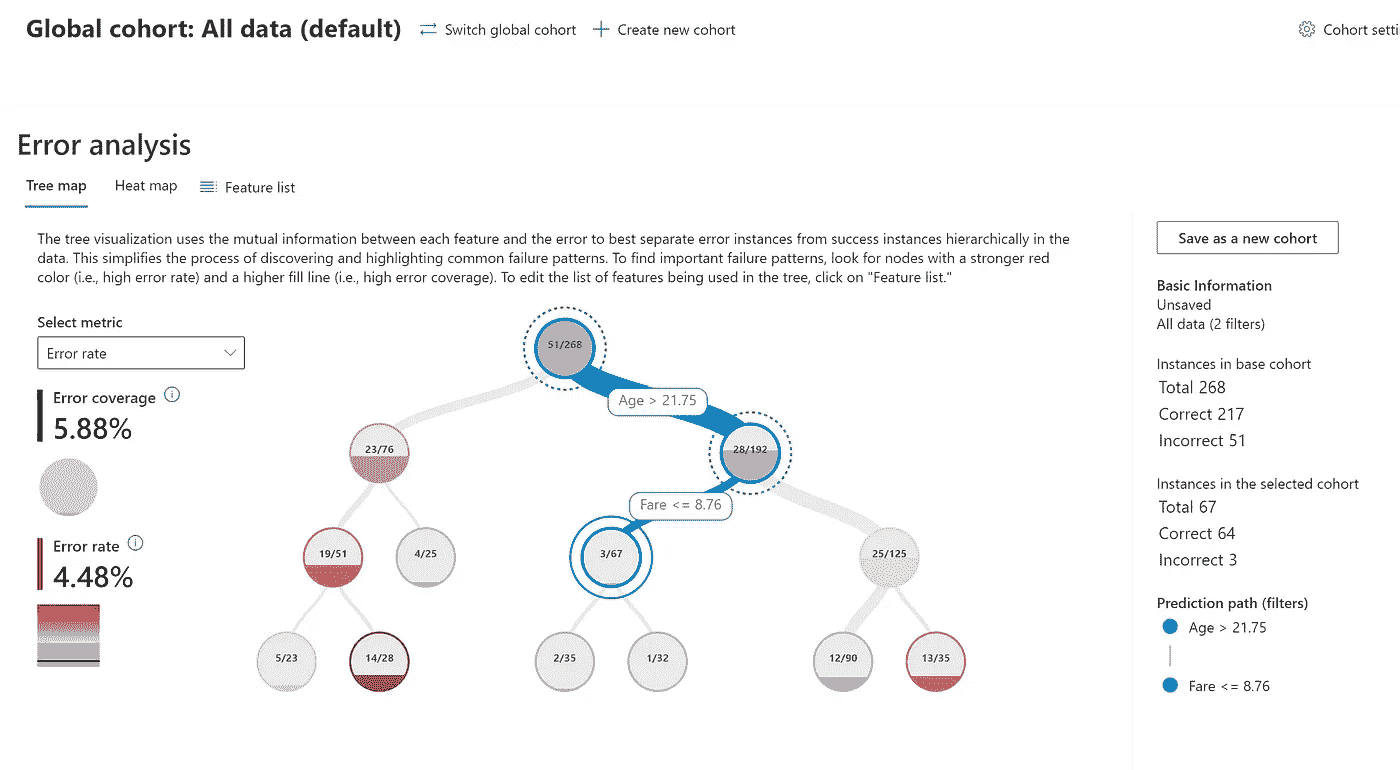 Global cohort: All data (default)
Switch global cohort
Create new cohort
Cohort setti
Error analysis
Tree map
Heat map
Feature list
The tree visualization uses the mutual information between each feature and the error to best separate error instances from success instances hierarchically in the
data. This simplifies the process of discovering and highlighting common failure patterns. To find important failure patterns, look for nodes with a stronger red
color (i.e., high error rate) and a higher fill line (i.e., high error coverage). To edit the list of features being used in the tree, click on "Feature list."
Select metric
Error rate
Error coverage
5.88%
Error rate
4.48%
51/268
Age > 21.75
23/76
28/192
Fare <= 8.76
19/51
4/25
3/67
25/125
5/23
14/28
2/35
1/32
12/90
13/35
Save as a new cohort
Basic Information
Unsaved
All data (2 filters)
Instances in base cohort
Total 268
Correct 217
Incorrect 51
Instances in the selected cohort
Total 67
Correct 64
Incorrect 3
Prediction path (filters)
Age > 21.75
Fare <= 8.76